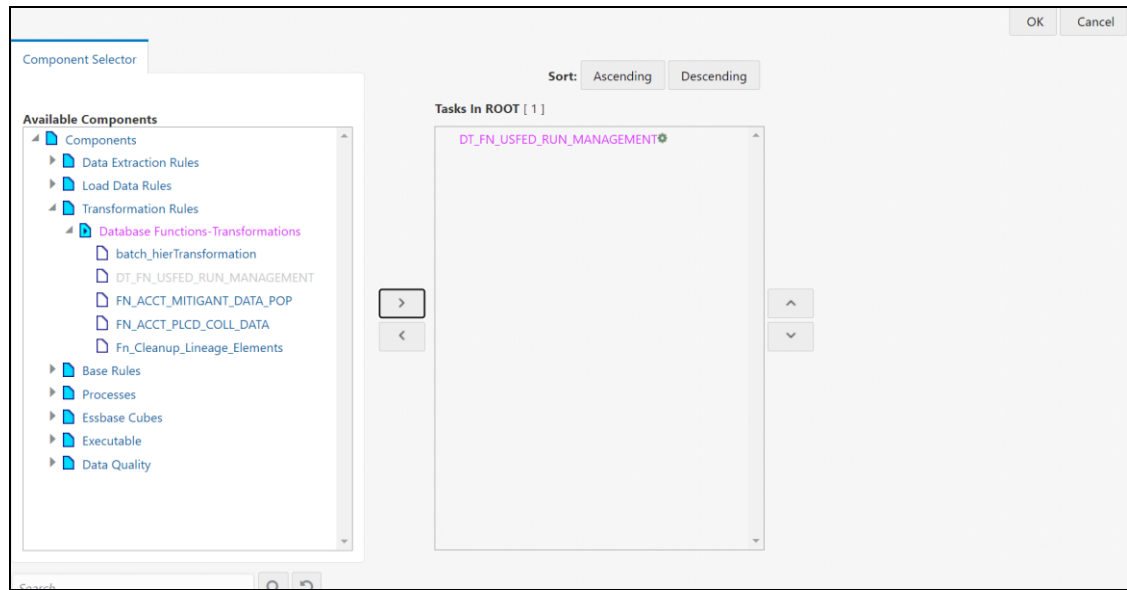 OK Cancel
Component Selector
Sort: Ascending Descending
Available Components
Tasks In ROOT [ 1 ]
Components
Data Extraction Rules
Load Data Rules
Transformation Rules
Database Functions-Transformations
batch_hierTransformation
DT_FN_USFED_RUN_MANAGEMENT
FN_ACCT_MITIGANT_DATA_POP
FN_ACCT_PLCD_COLL_DATA
Fn_Cleanup_Lineage_Elements
Base Rules
Processes
Essbase Cubes
Executable
Data Quality
DT_FN_USFED_RUN_MANAGEMENT
Search